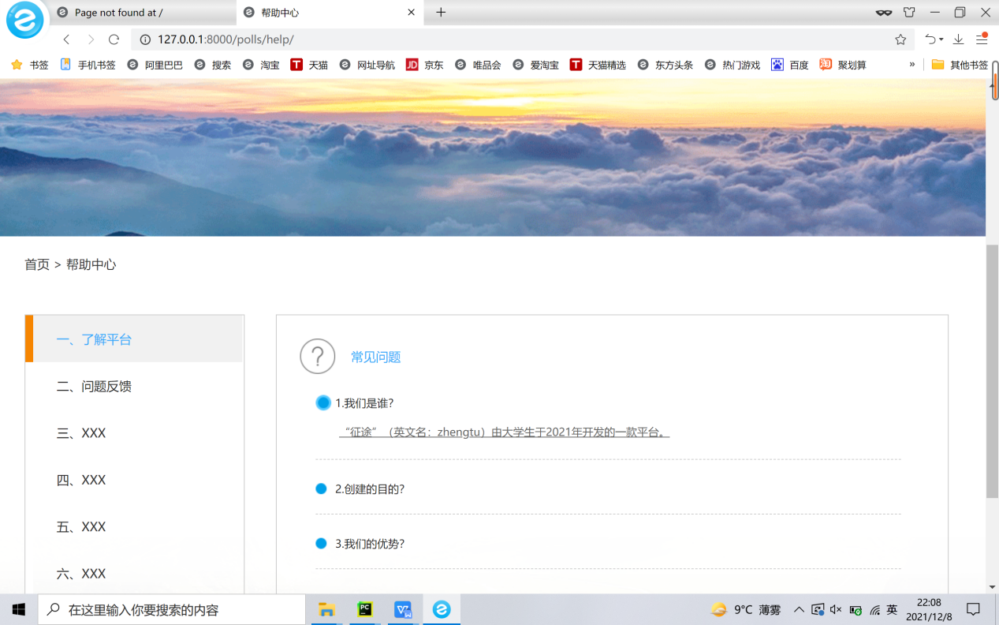 Page not found at /
帮助中心
127.0.0.1:8000/polls/help/
书签 手机书签 阿里巴巴 搜索 淘宝 T 天猫 网址导航 JD 京东 唯品会 爱淘宝 T 天猫精选 东方头条 热门游戏 百度 淘 聚划算 » 其他书签
首页 > 帮助中心
一、了解平台
二、问题反馈
三、XXX
四、XXX
五、XXX
六、XXX
? 常见问题
1.我们是谁?
“征途”（英文名：zhengtu）由大学生于2021年开发的一款平台。
2.创建的目的?
3.我们的优势?
在这里输入你要搜索的内容
PC
W
9°C 薄雾
英
22:08
2021/12/8